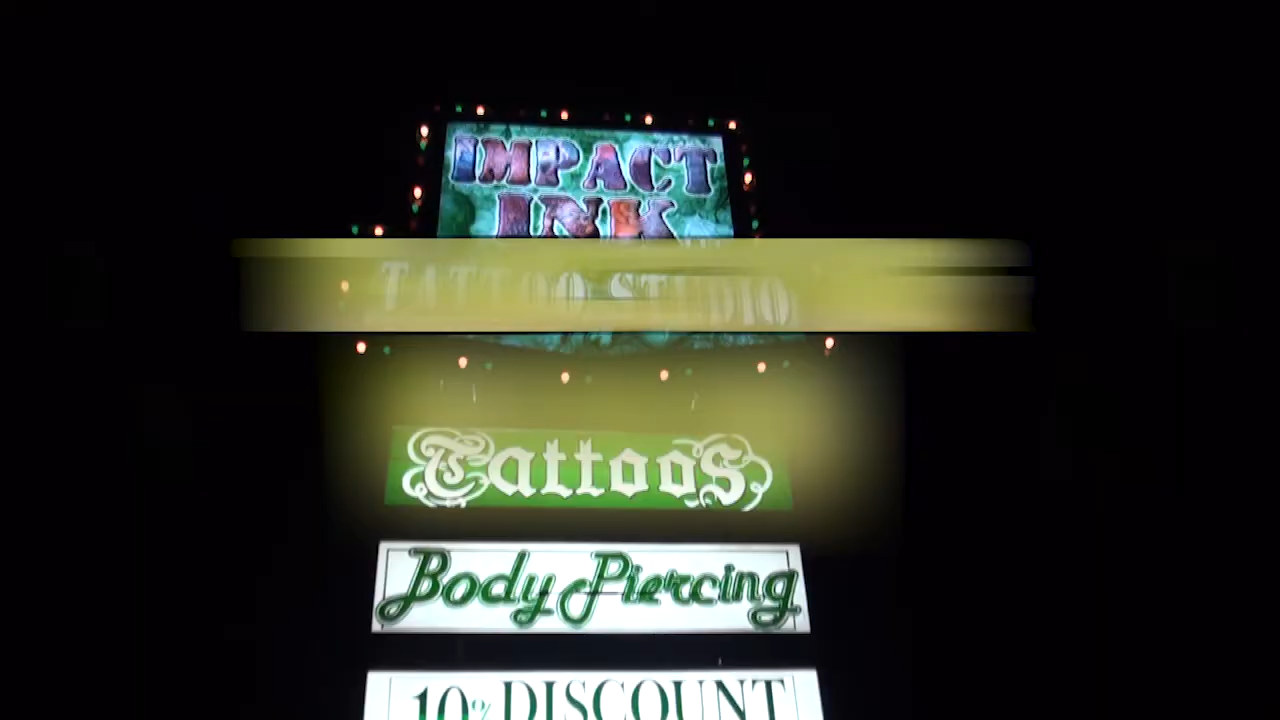 IMPACT
INK
TATTOO STUDIO
Tattoos
Body Piercing
10% DISCOUNT